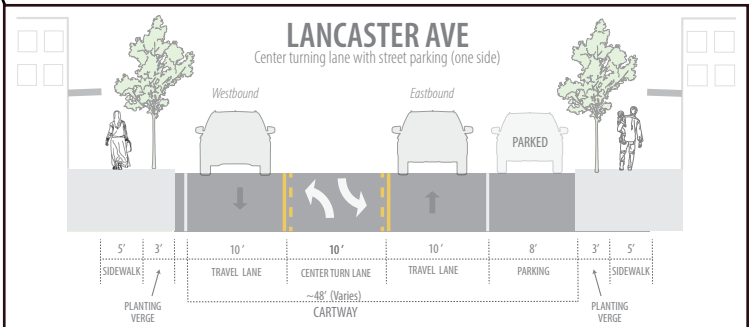 LANCASTER AVE
Center turning lane with street parking (one side)
Westbound
Eastbound
PARKED
5’ 3’ 10 ’ 10 ’ 10 ’ 8’ 3’ 5’
SIDEWALK TRAVEL LANE CENTER TURN LANE TRAVEL LANE PARKING SIDEWALK
~48’ (Varies)
CARTWAY
PLANTING
VERGE
PLANTING
VERGE